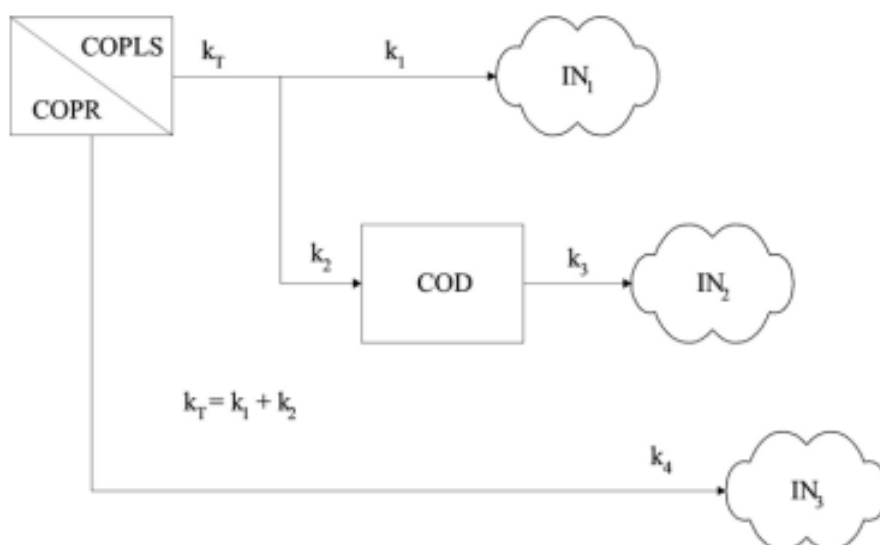 COPLS
COPR
k_T
k_1
IN_1
k_2
COD
k_3
IN_2
k_T = k_1 + k_2
k_4
IN_3